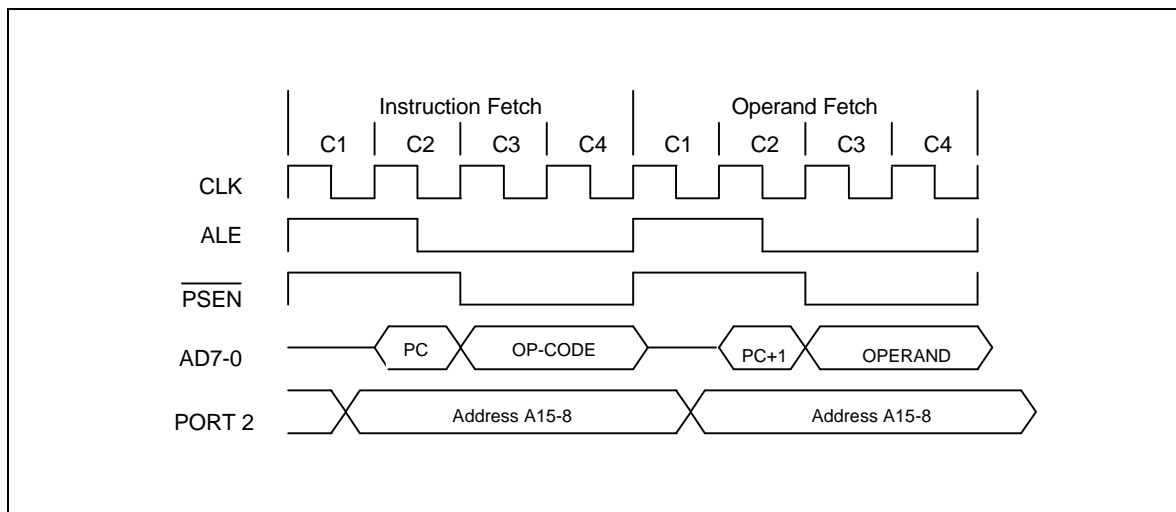 Instruction Fetch Operand Fetch
C1 C2 C3 C4 C1 C2 C3 C4
CLK
ALE
PSEN
AD7-0 PC OP-CODE PC+1 OPERAND
PORT 2 Address A15-8 Address A15-8